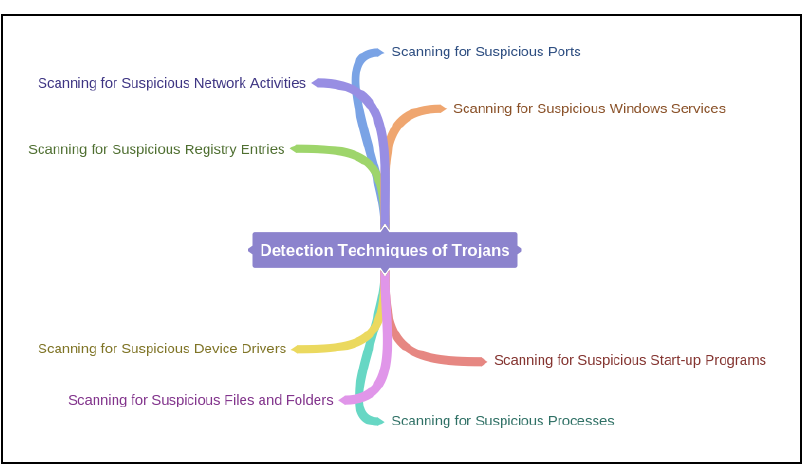 Scanning for Suspicious Ports
Scanning for Suspicious Network Activities
Scanning for Suspicious Windows Services
Scanning for Suspicious Registry Entries
Detection Techniques of Trojans
Scanning for Suspicious Device Drivers
Scanning for Suspicious Start-up Programs
Scanning for Suspicious Files and Folders
Scanning for Suspicious Processes